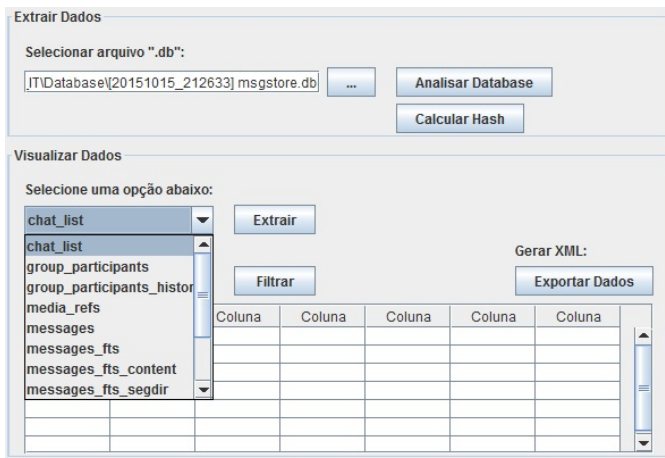 Extrair Dados
Selecionar arquivo ".db":
_IT\Database\[20151015_212633] msgstore.db
...
Analisar Database
Calcular Hash
Visualizar Dados
Selecione uma opção abaixo:
chat_list
Extrair
chat_list
group_participants
group_participants_histor
media_refs
messages
messages_fts
messages_fts_content
messages_fts_segdir
Gerar XML:
Filtrar
Exportar Dados
Coluna Coluna Coluna Coluna Coluna